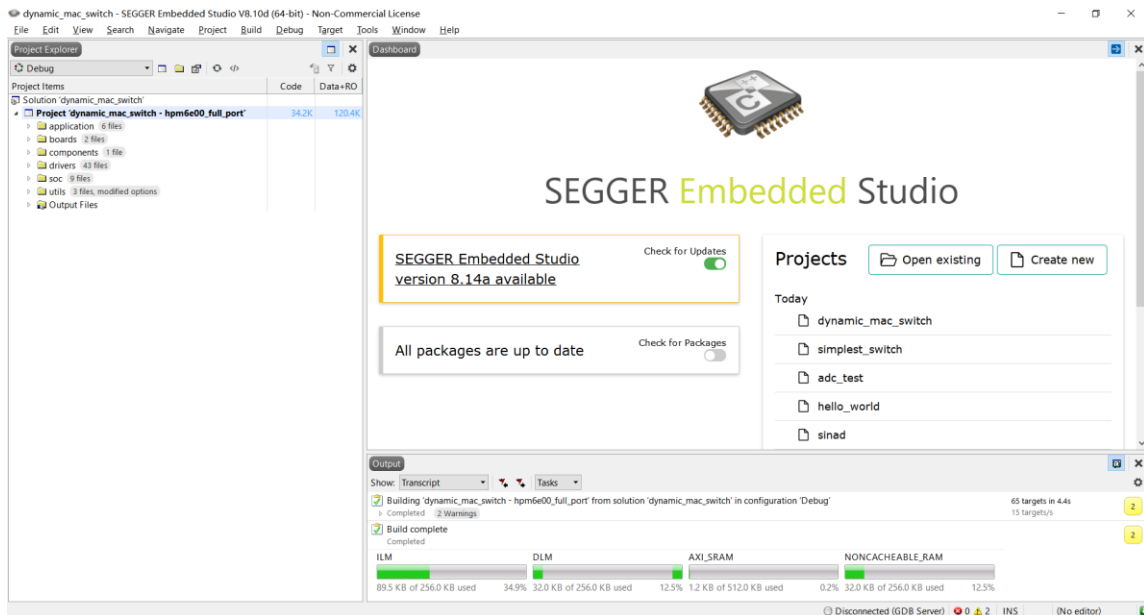 dynamic_mac_switch - SEGGER Embedded Studio V8.10d (64-bit) - Non-Commercial License
File Edit View Search Navigate Project Build Debug Target Tools Window Help
Project Explorer
Debug
Project Items Code Data+RO
Solution 'dynamic_mac_switch'
Project 'dynamic_mac_switch - hpm6e00_full_port' 34.2K 120.4K
application 6 files
boards 2 files
components 1 file
drivers 43 files
soc 9 files
utils 3 files, modified options
Output Files
Dashboard
C
SEGGER Embedded Studio
SEGGER Embedded Studio
version 8.14a available
Check for Updates
All packages are up to date
Check for Packages
Projects
Open existing
Create new
Today
dynamic_mac_switch
simplest_switch
adc_test
hello_world
sinad
Output
Show: Transcript Tasks
Building 'dynamic_mac_switch - hpm6e00_full_port' from solution 'dynamic_mac_switch' in configuration 'Debug' 65 targets in 4.4s
Completed 2 Warnings 15 targets/s 2
Build complete
Completed 2
ILM DLM AXI_SRAM NONCACHEABLE_RAM
89.5 KB of 256.0 KB used 34.9% 32.0 KB of 256.0 KB used 12.5% 1.2 KB of 512.0 KB used 0.2% 32.0 KB of 256.0 KB used 12.5%
Disconnected (GDB Server) 0 2 INS (No editor)